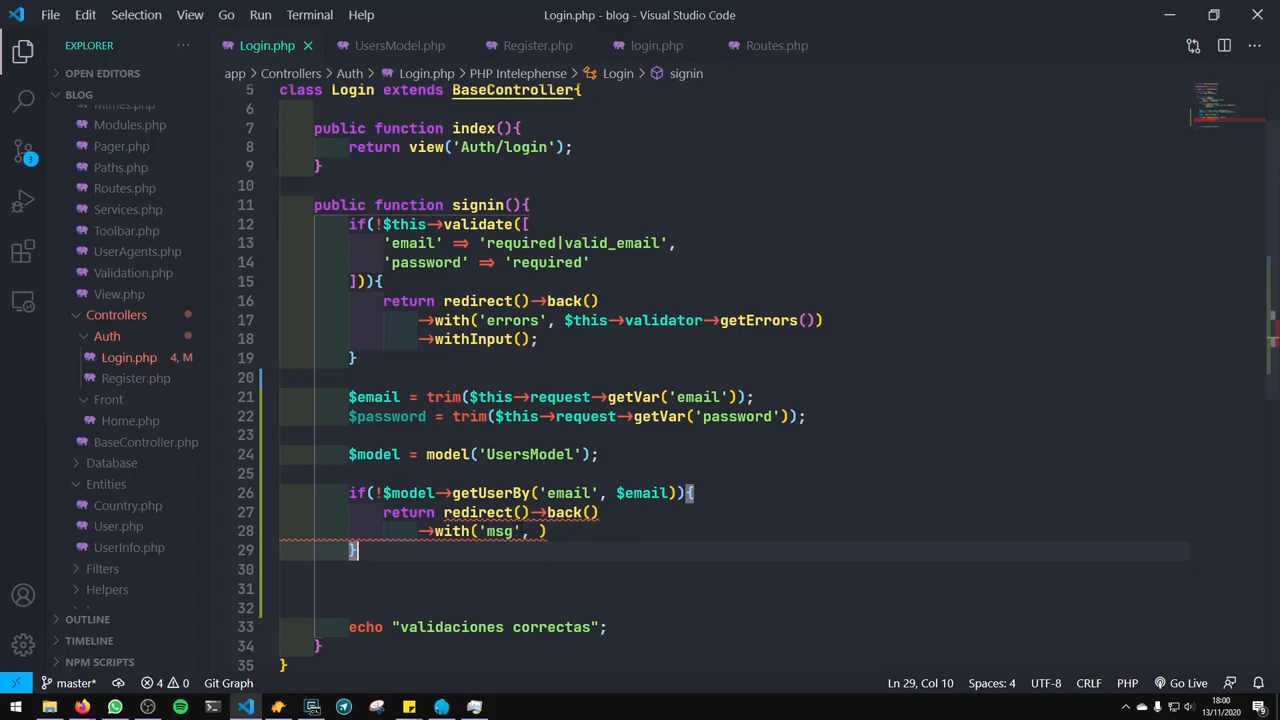 File Edit Selection View Go Run Terminal Help Login.php - blog - Visual Studio Code
EXPLORER ··· Login.php × UsersModel.php Register.php login.php Routes.php ···
OPEN EDITORS app > Controllers > Auth > Login.php > PHP Intelephense > Login > signin
BLOG
Mimes.php
Modules.php
Pager.php
Paths.php
Routes.php
Services.php
Toolbar.php
UserAgents.php
Validation.php
View.php
Controllers
Auth
Login.php 4, M
Register.php
Front
Home.php
BaseController.php
Database
Entities
Country.php
User.php
UserInfo.php
Filters
Helpers
OUTLINE
TIMELINE
NPM SCRIPTS
3
5 class Login extends BaseController{
6
7 public function index(){
8 return view('Auth/login');
9 }
10
11 public function signin(){
12 if(!$this->validate([
13 'email' => 'required|valid_email',
14 'password' => 'required'
15 ])){
16 return redirect()->back()
17 ->with('errors', $this->validator->getErrors())
18 ->withInput();
19 }
20
21 $email = trim($this->request->getVar('email'));
22 $password = trim($this->request->getVar('password'));
23
24 $model = model('UsersModel');
25
26 if(!$model->getUserBy('email', $email)){
27 return redirect()->back()
28 ->with('msg', )
29 }
30
31
32
33 echo "validaciones correctas";
34 }
35 }
master* 4 0 Git Graph Ln 29, Col 10 Spaces: 4 UTF-8 CRLF PHP Go Live
18:00
13/11/2020